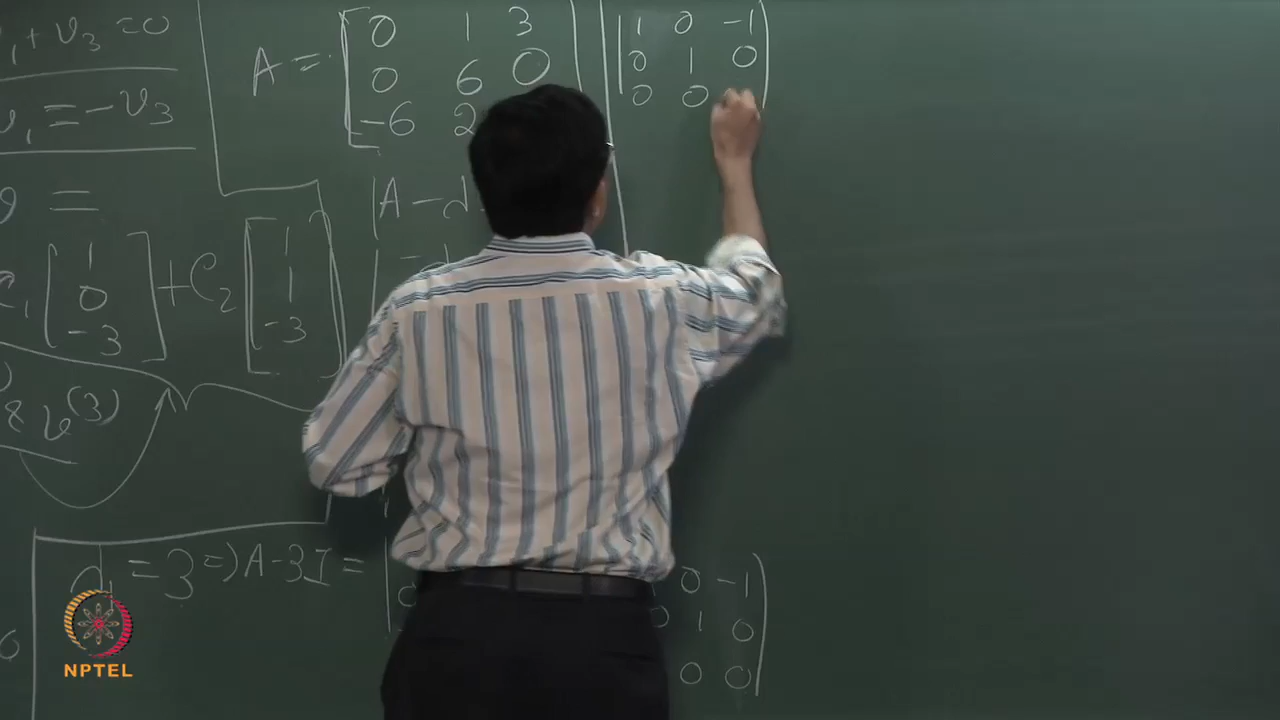 v₁ + v₃ = 0
v₁ = -v₃
v =
c₁ [1 0 -3] + C₂ [1 1 -3]
& v⁽³⁾
A = [0 1 3
0 6 0
-6 2
|A - d
1 0 -1
0 1 0
0 0
d₁ = 3 ⇒ A - 3I =
0 -1
0 1 0
0 0
NPTEL